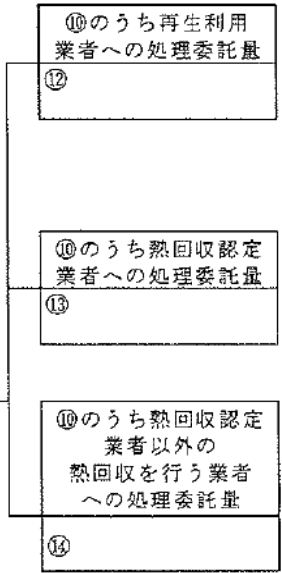 ⑩のうち再生利用
業者への処理委託量
⑫
⑩のうち熱回収認定
業者への処理委託量
⑬
⑩のうち熱回収認定
業者以外の
熱回収を行う業者
への処理委託量
⑭